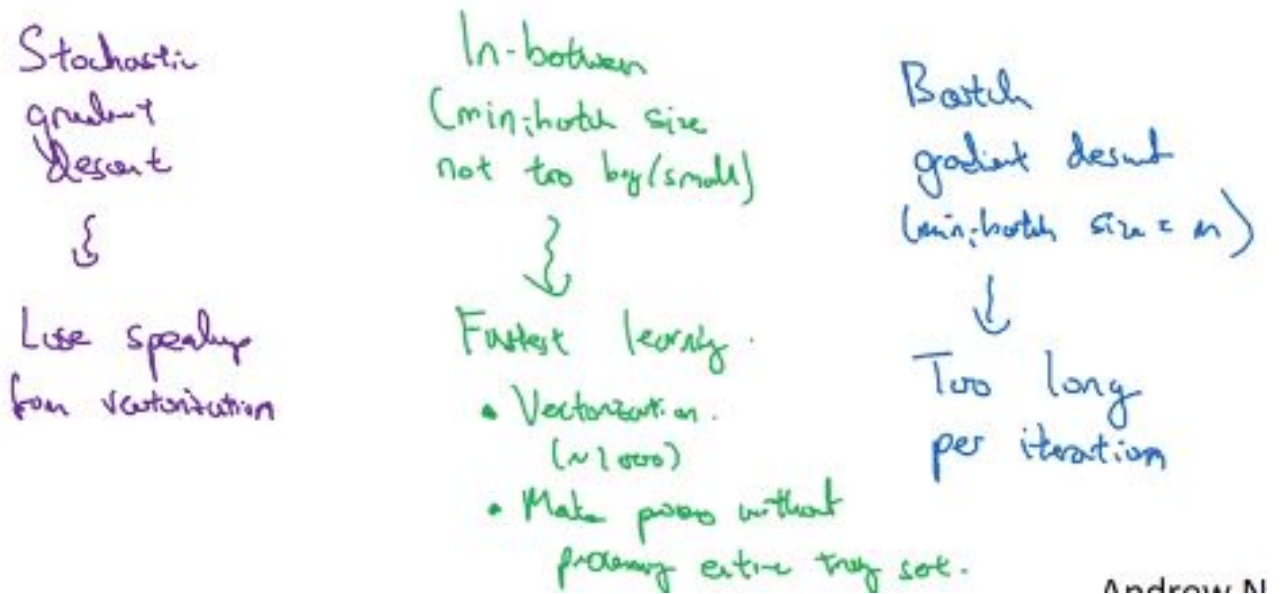 Stochastic
gradient
descent
Lose speedup
from vectorization
In-between
(mini-batch size
not too big/small)
Fastest learning.
• Vectorization.
(~1000)
• Make progress without
processing entire training set.
Batch
gradient descent
(mini-batch size = m)
Too long
per iteration
Andrew N